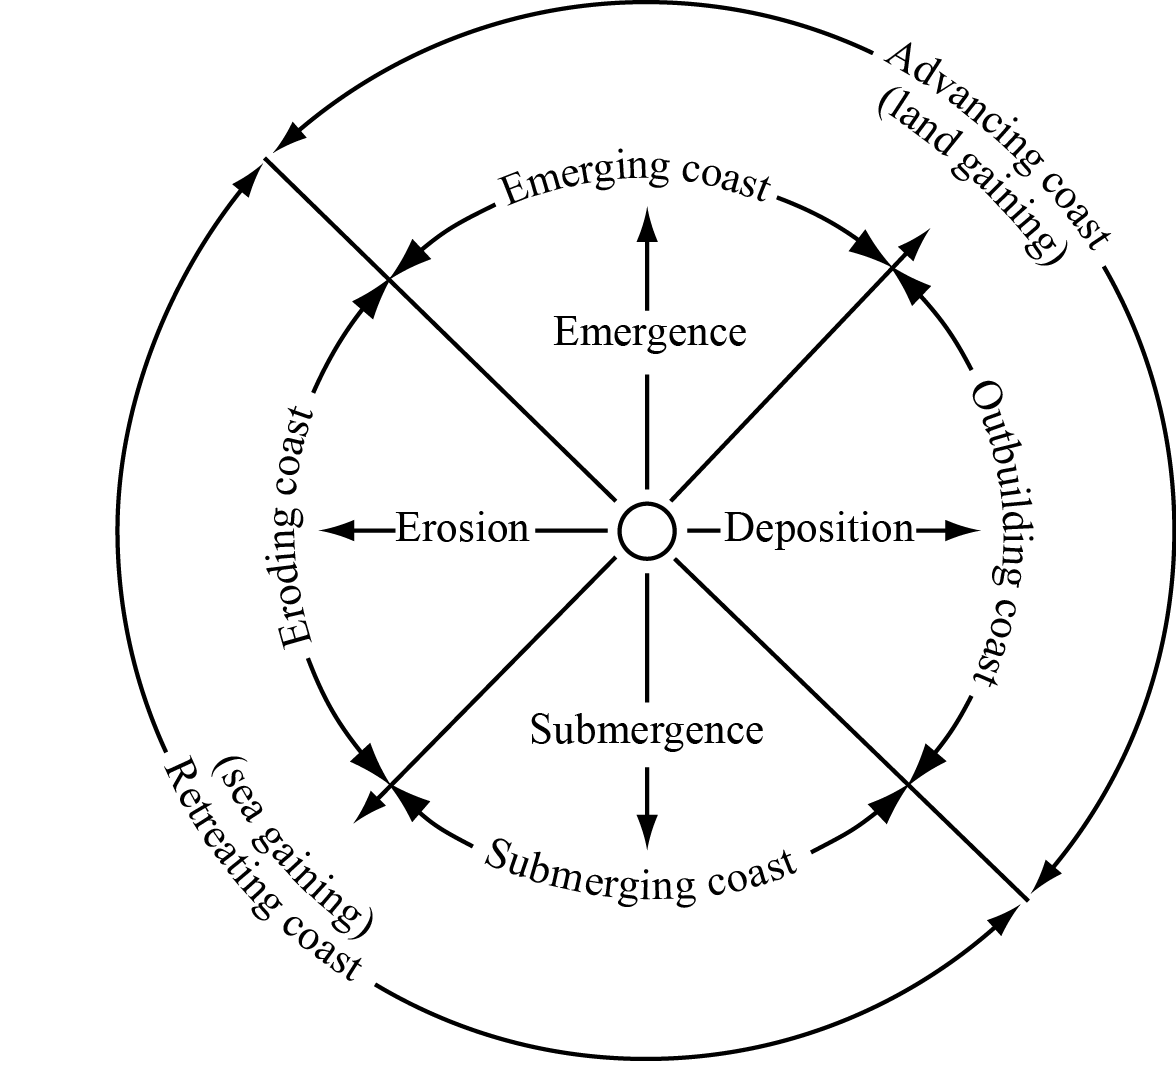 Advancing coast
(land gaining)
Emerging coast
Emergence
Outbuilding coast
Eroding coast
Erosion
Deposition
Submergence
Submerging coast
(sea gaining)
Retreating coast